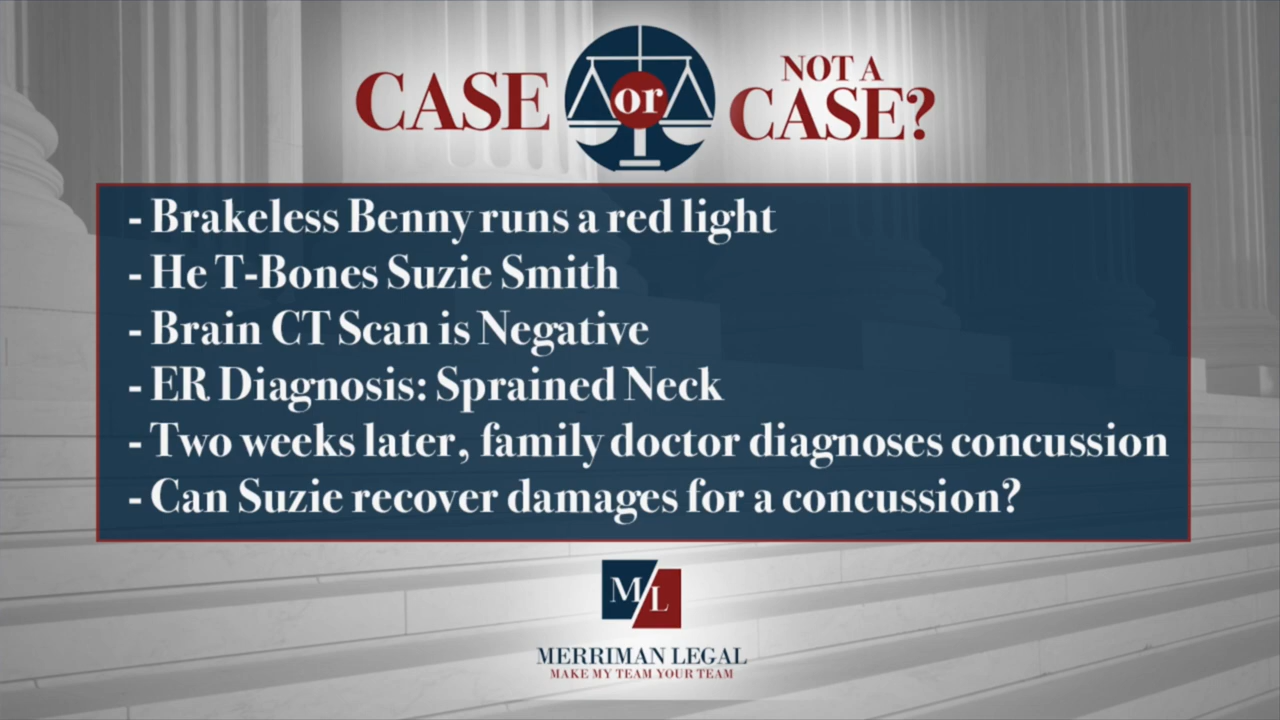 CASE or NOT A CASE?
- Brakeless Benny runs a red light
- He T-Bones Suzie Smith
- Brain CT Scan is Negative
- ER Diagnosis: Sprained Neck
- Two weeks later, family doctor diagnoses concussion
- Can Suzie recover damages for a concussion?
M L
MERRIMAN LEGAL
MAKE MY TEAM YOUR TEAM